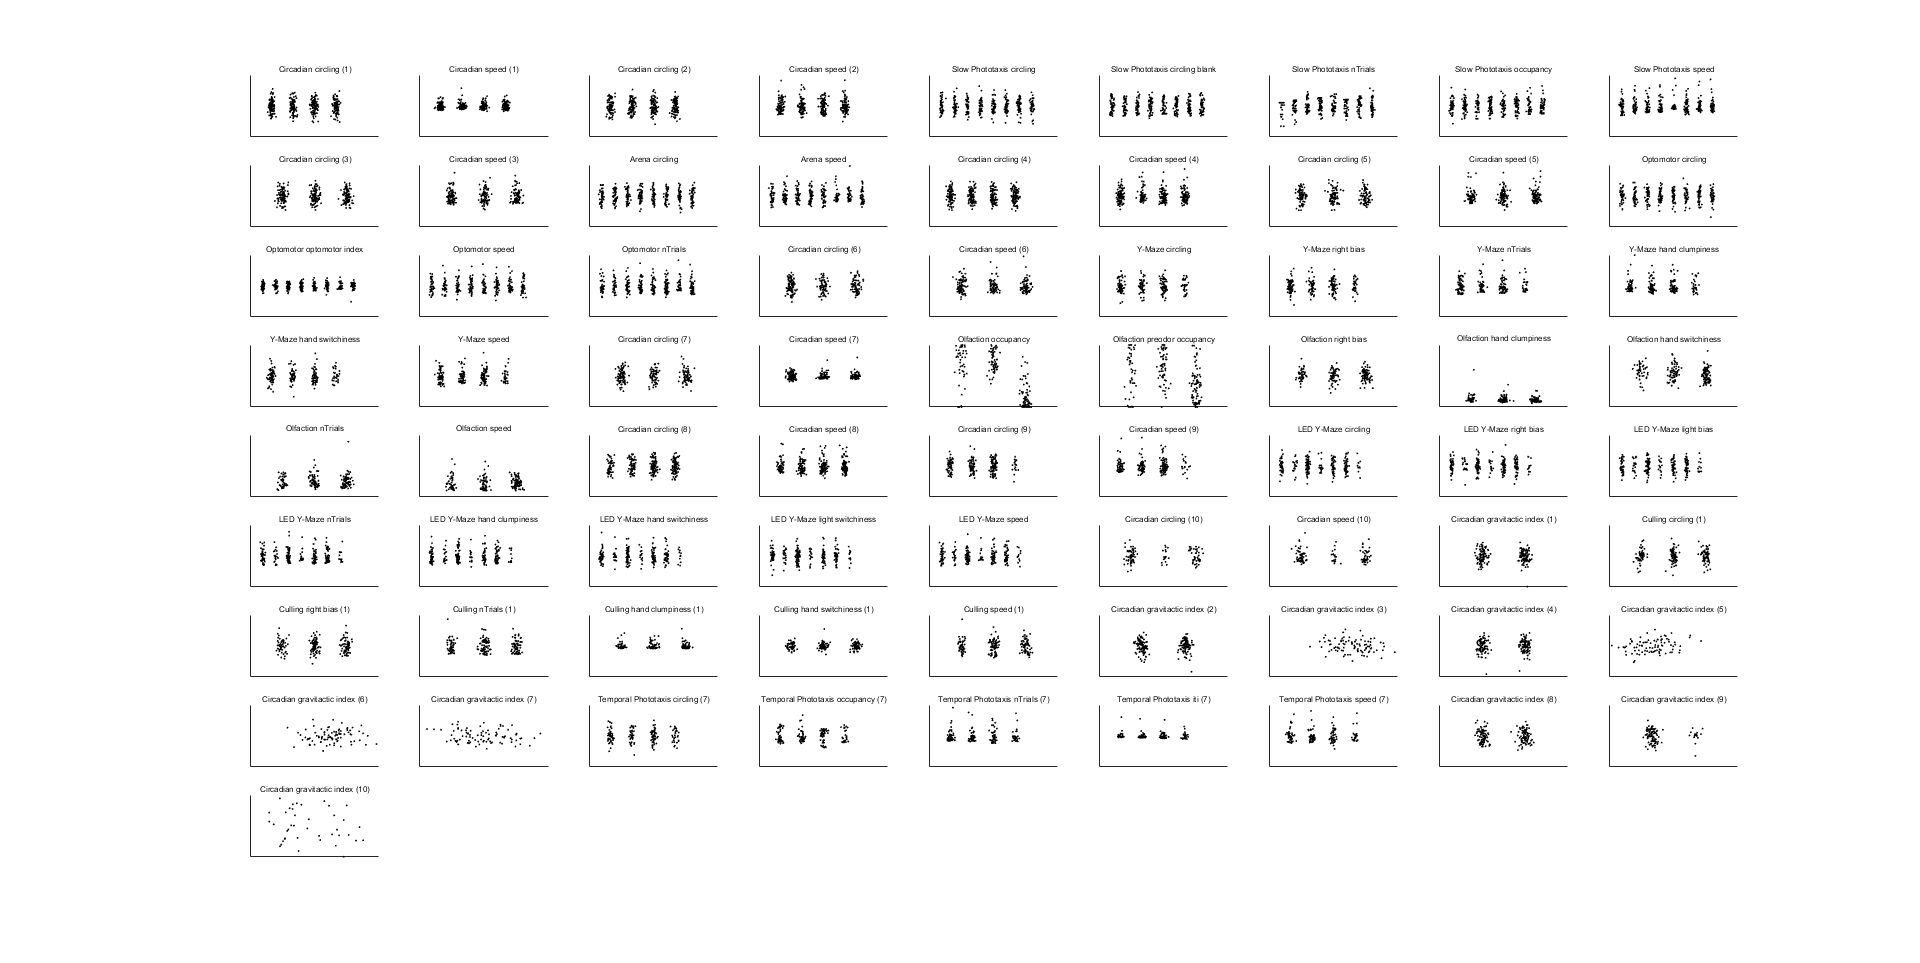 Circadian circling (1)
Circadian speed (1)
Circadian circling (2)
Circadian speed (2)
Slow Phototaxis circling
Slow Phototaxis circling blank
Slow Phototaxis nTrials
Slow Phototaxis occupancy
Slow Phototaxis speed
Circadian circling (3)
Circadian speed (3)
Arena circling
Arena speed
Circadian circling (4)
Circadian speed (4)
Circadian circling (5)
Circadian speed (5)
Optomotor circling
Optomotor optomotor index
Optomotor speed
Optomotor nTrials
Circadian circling (6)
Circadian speed (6)
Y-Maze circling
Y-Maze right bias
Y-Maze nTrials
Y-Maze hand clumpiness
Y-Maze hand switchiness
Y-Maze speed
Circadian circling (7)
Circadian speed (7)
Olfaction occupancy
Olfaction preodor occupancy
Olfaction right bias
Olfaction hand clumpiness
Olfaction hand switchiness
Olfaction nTrials
Olfaction speed
Circadian circling (8)
Circadian speed (8)
Circadian circling (9)
Circadian speed (9)
LED Y-Maze circling
LED Y-Maze right bias
LED Y-Maze light bias
LED Y-Maze nTrials
LED Y-Maze hand clumpiness
LED Y-Maze hand switchiness
LED Y-Maze light switchiness
LED Y-Maze speed
Circadian circling (10)
Circadian speed (10)
Circadian gravitactic index (1)
Culling circling (1)
Culling right bias (1)
Culling nTrials (1)
Culling hand clumpiness (1)
Culling hand switchiness (1)
Culling speed (1)
Circadian gravitactic index (2)
Circadian gravitactic index (3)
Circadian gravitactic index (4)
Circadian gravitactic index (5)
Circadian gravitactic index (6)
Circadian gravitactic index (7)
Temporal Phototaxis circling (7)
Temporal Phototaxis occupancy (7)
Temporal Phototaxis nTrials (7)
Temporal Phototaxis iti (7)
Temporal Phototaxis speed (7)
Circadian gravitactic index (8)
Circadian gravitactic index (9)
Circadian gravitactic index (10)